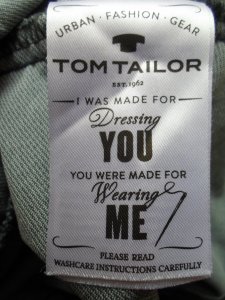 URBAN · FASHION · GEAR
TOM TAILOR
EST. 1962
I WAS MADE FOR
Dressing
YOU
YOU WERE MADE FOR
Wearing
ME
PLEASE READ
WASHCARE INSTRUCTIONS CAREFULLY